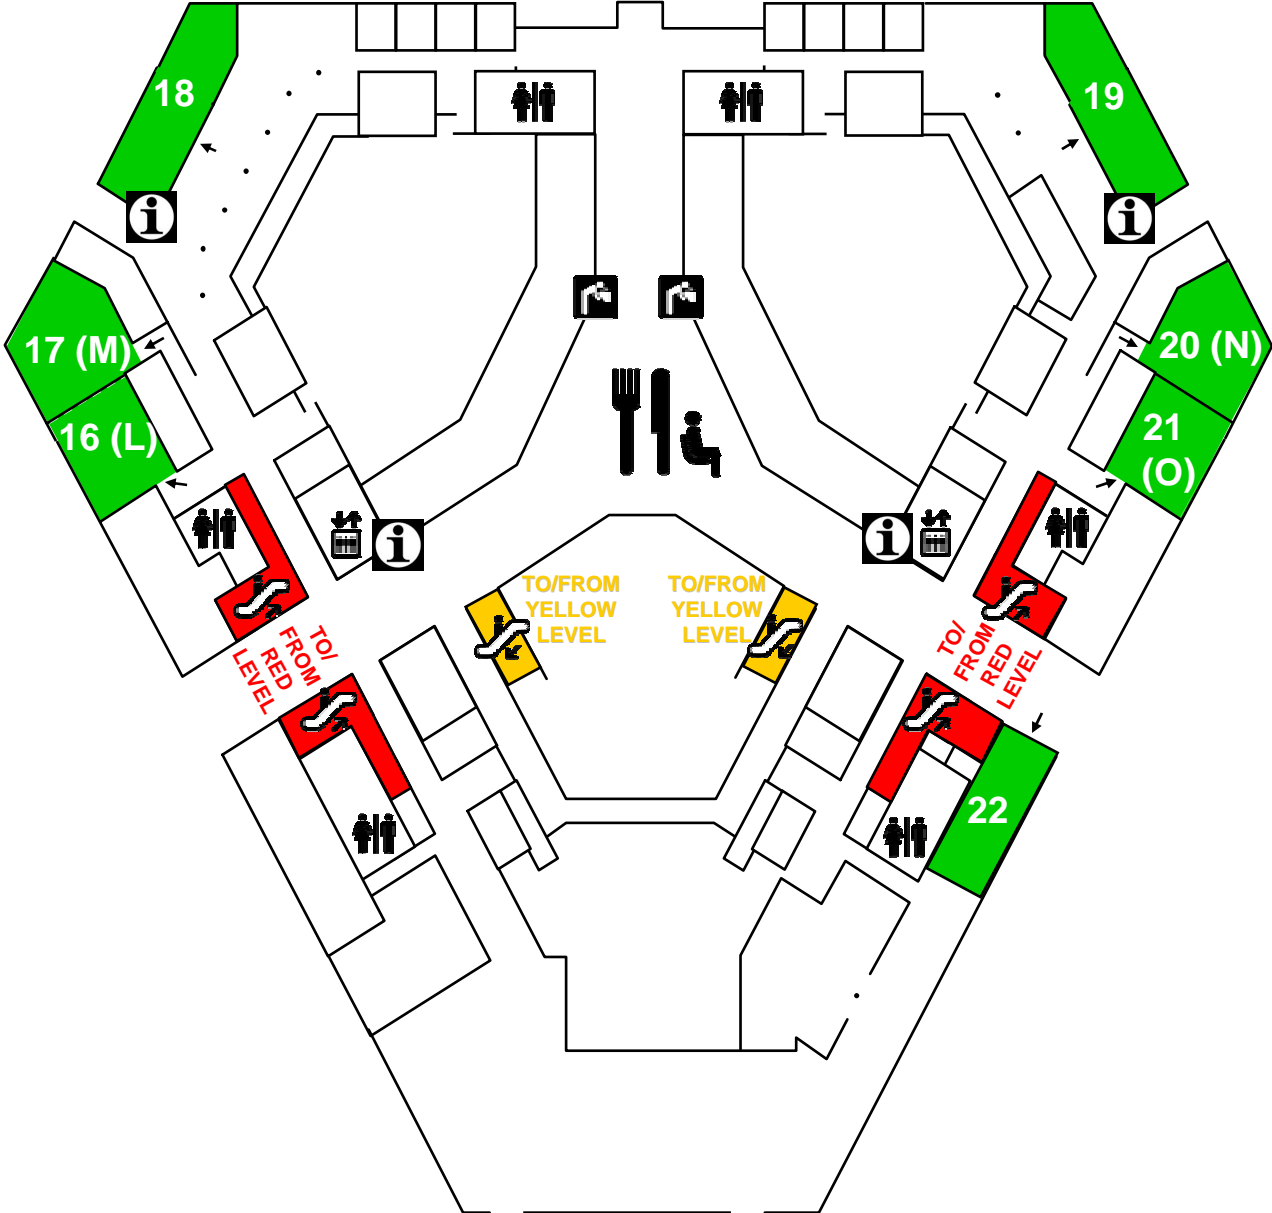 18
19
17 (M)
20 (N)
16 (L)
21
(O)
TO/FROM
YELLOW
LEVEL
TO/FROM
YELLOW
LEVEL
TO/
FROM
RED
LEVEL
TO/
FROM
RED
LEVEL
22